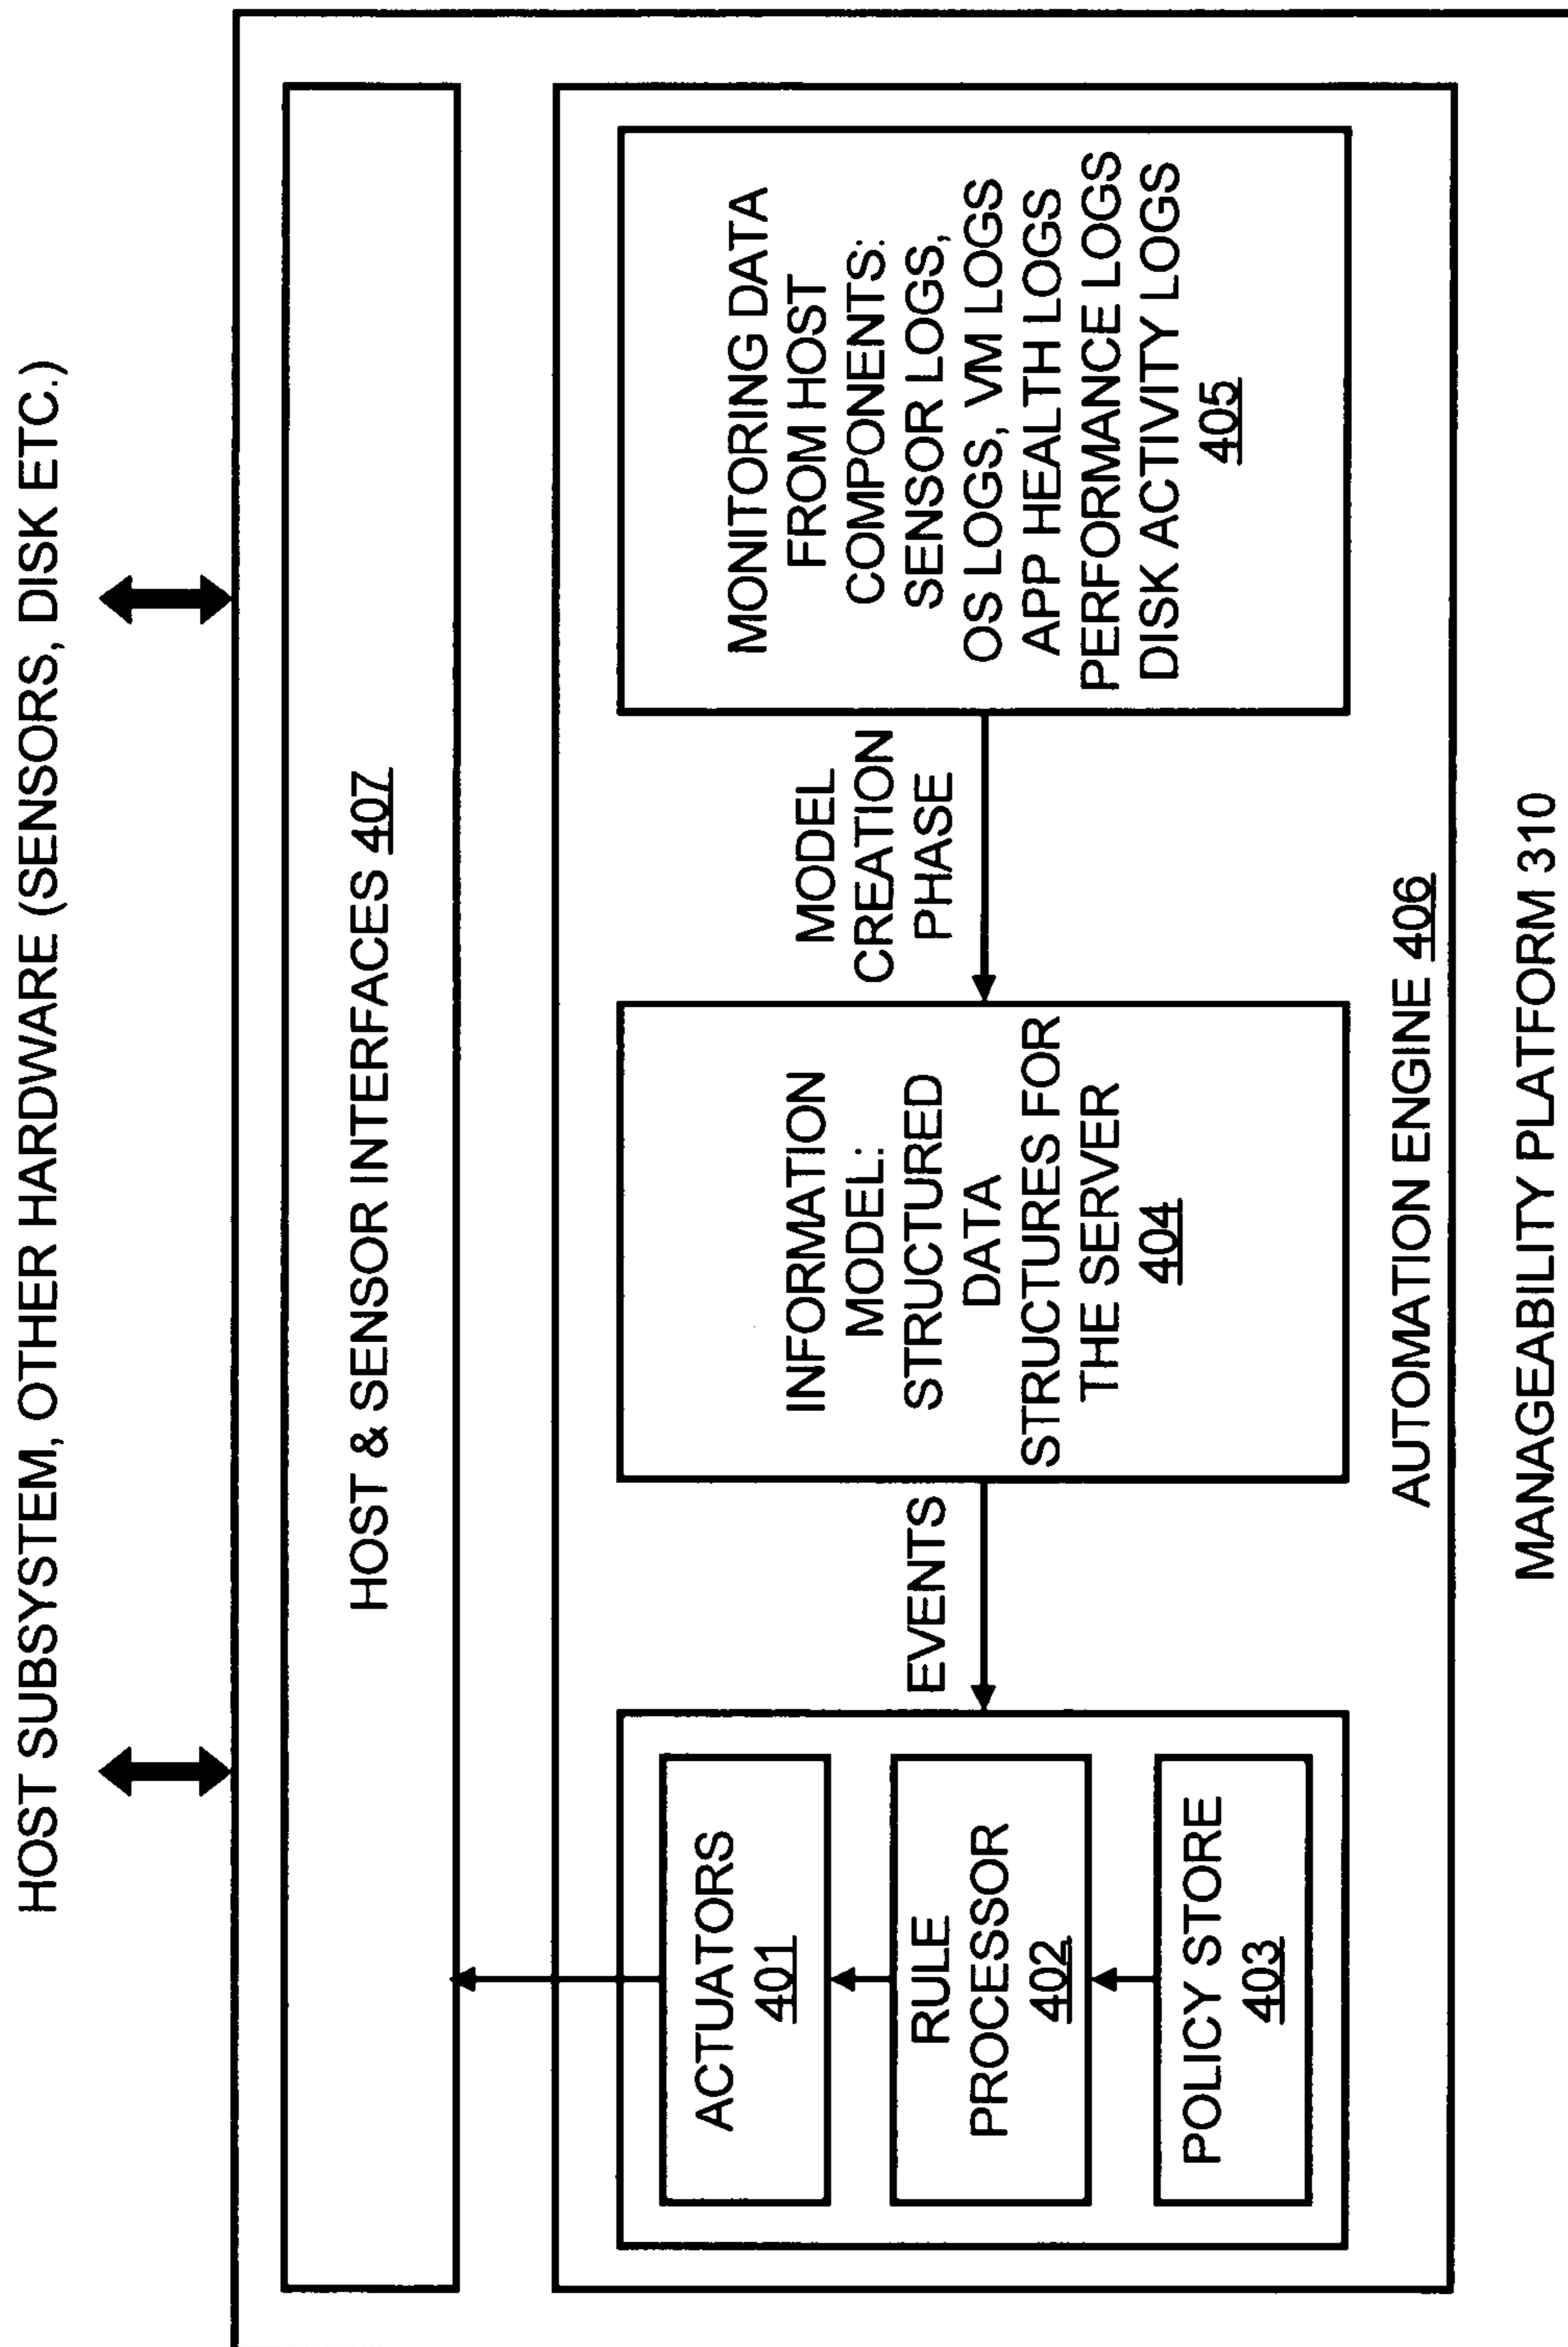 HOST SUBSYSTEM, OTHER HARDWARE (SENSORS, DISK ETC.)
HOST & SENSOR INTERFACES 407
ACTUATORS
401
RULE
PROCESSOR
402
POLICY STORE
403
EVENTS
INFORMATION
MODEL:
STRUCTURED
DATA
STRUCTURES FOR
THE SERVER
404
MODEL
CREATION
PHASE
MONITORING DATA
FROM HOST
COMPONENTS:
SENSOR LOGS,
OS LOGS, VM LOGS
APP HEALTH LOGS
PERFORMANCE LOGS
DISK ACTIVITY LOGS
405
AUTOMATION ENGINE 406
MANAGEABILITY PLATFORM 310